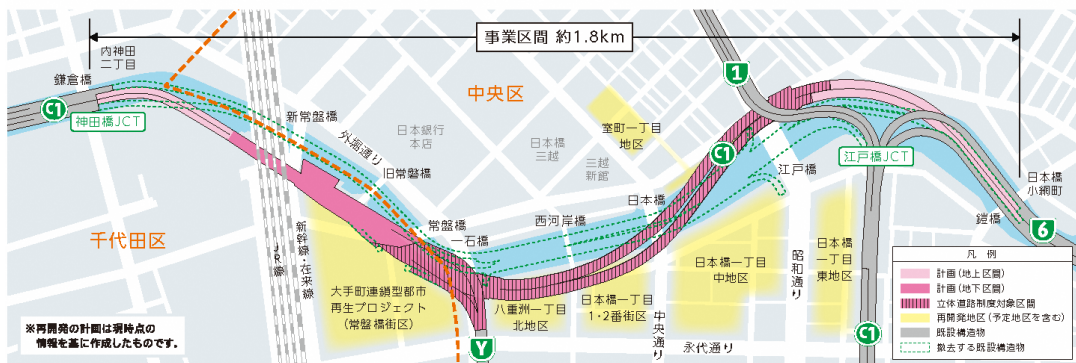 事業区間 約1.8km
内神田
二丁目
鎌倉橋
C1
神田橋JCT
新常盤橋
外堀通り
旧常盤橋
常盤橋
一石橋
日本銀行
本店
中央区
日本橋
三越
三越
新館
室町一丁目
地区
1
C1
西河岸橋
日本橋
江戸橋
江戸橋JCT
日本橋
小網町
鎧橋
6
千代田区
JR線
新幹線・在来線
大手町連鎖型都市
再生プロジェクト
(常盤橋街区)
Y
八重洲一丁目
北地区
日本橋一丁目
1・2番街区
中央通り
日本橋一丁目
中地区
昭和通り
日本橋
一丁目
東地区
永代通り
C1
凡 例
計画(地上区間)
計画(地下区間)
立体道路制度対象区間
再開発地区(予定地区を含む)
既設構造物
撤去する既設構造物
※再開発の計画は現時点の
情報を基に作成したものです。